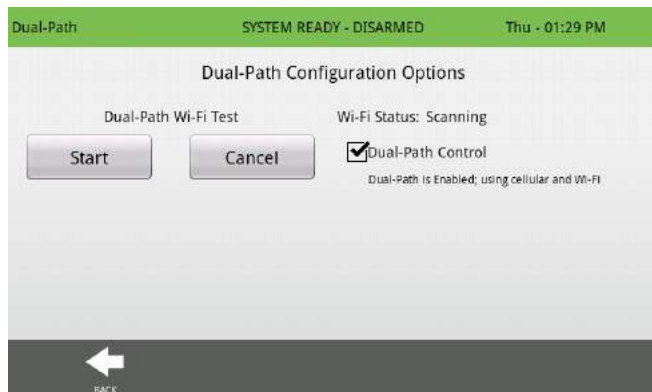 Dual-Path SYSTEM READY - DISARMED Thu - 01:29 PM
Dual-Path Configuration Options
Dual-Path Wi-Fi Test Wi-Fi Status: Scanning
Start Cancel Dual-Path Control
Dual-Path is Enabled; using cellular and Wi-Fi
BACK